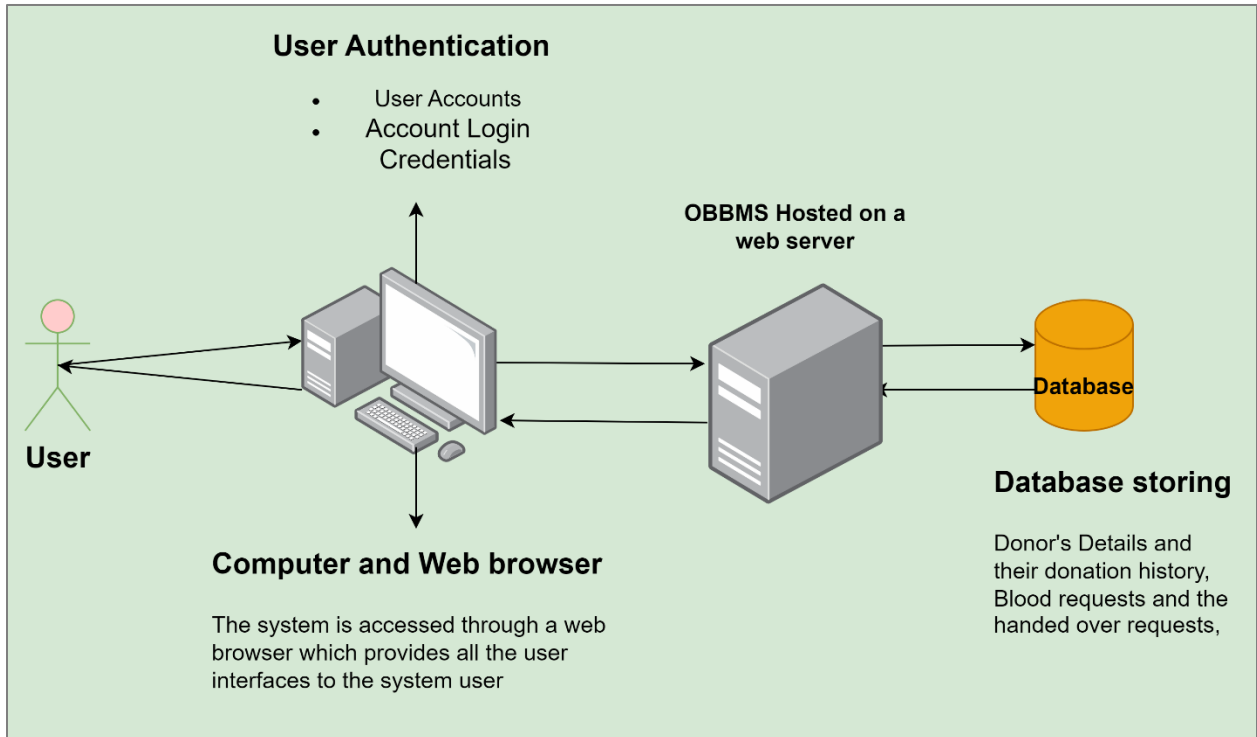 User Authentication
• User Accounts
• Account Login
Credentials
OBBMS Hosted on a
web server
Database
User
Computer and Web browser
The system is accessed through a web
browser which provides all the user
interfaces to the system user
Database storing
Donor's Details and
their donation history,
Blood requests and the
handed over requests,